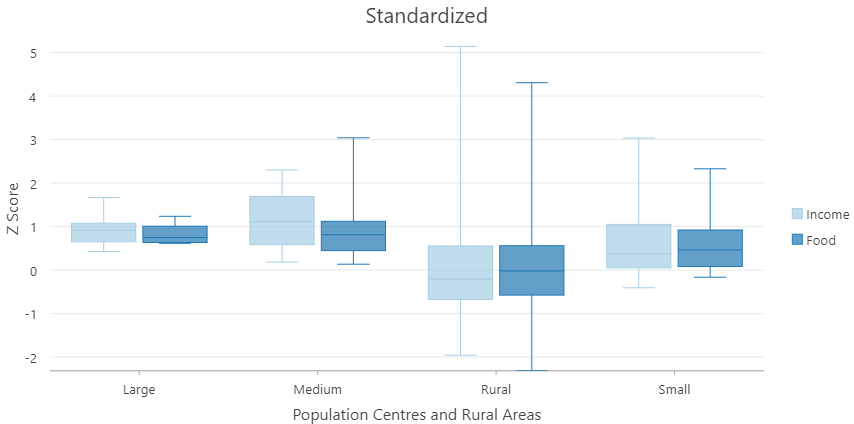 Standardized
Z Score
5
4
3
2
1
0
-1
-2
Large
Medium
Rural
Small
Population Centres and Rural Areas
Income
Food